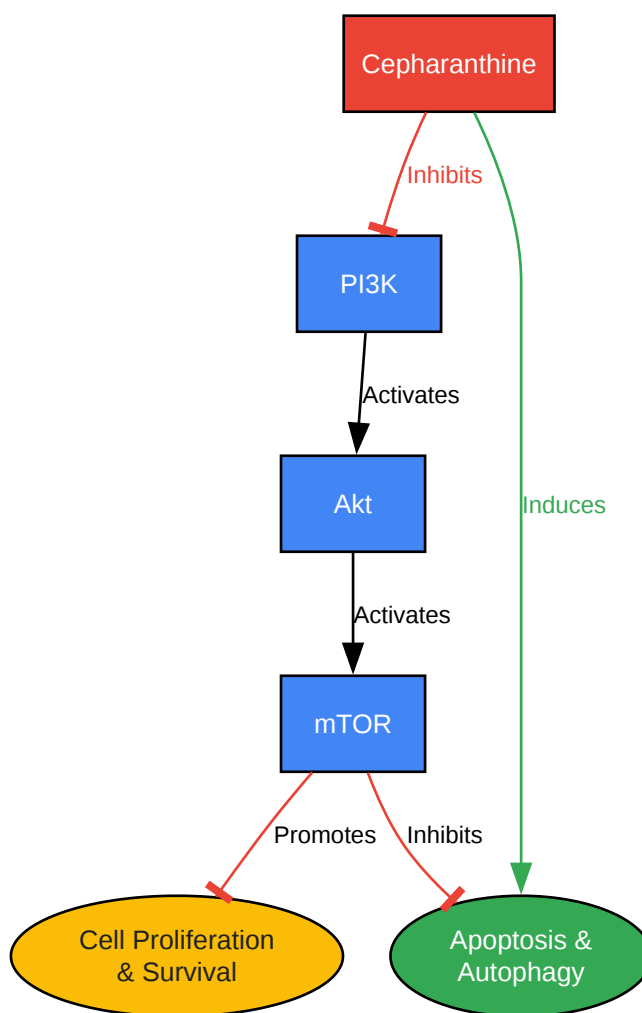 Cepharanthine
Inhibits
PI3K
Activates
Akt
Induces
Activates
mTOR
Promotes
Inhibits
Cell Proliferation
& Survival
Apoptosis &
Autophagy